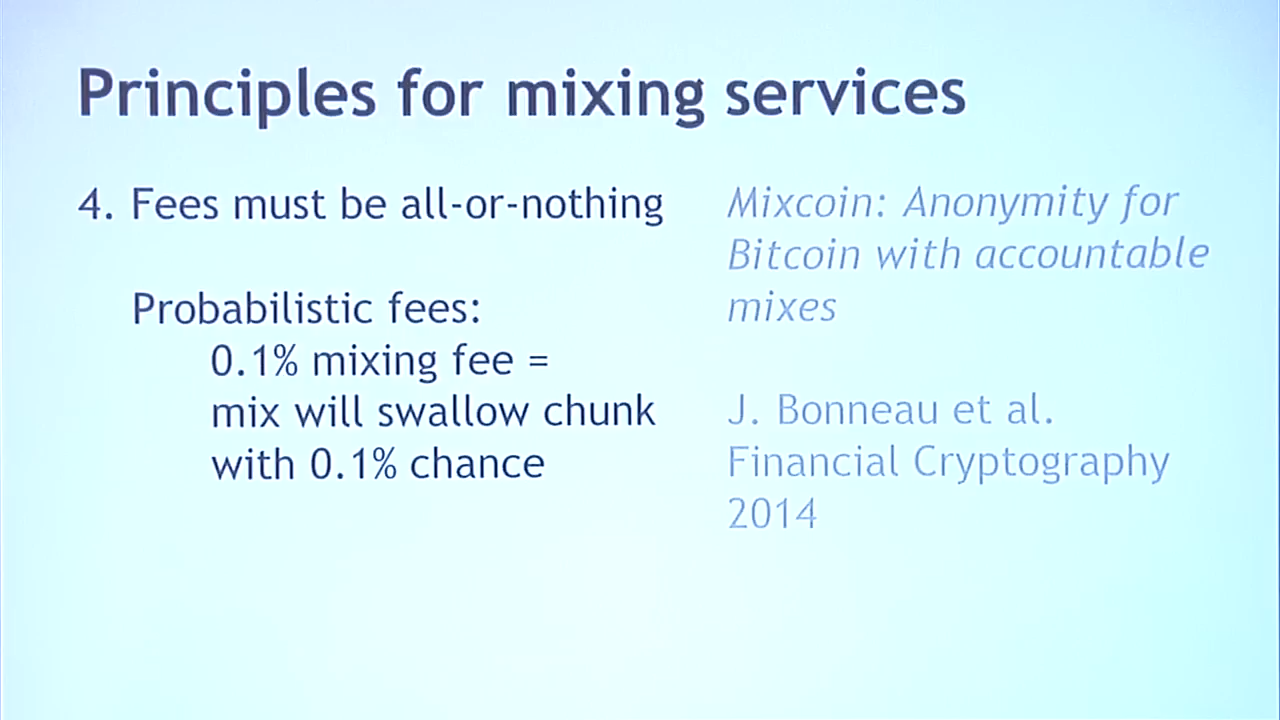 Principles for mixing services
4. Fees must be all-or-nothing
Probabilistic fees:
0.1% mixing fee =
mix will swallow chunk
with 0.1% chance
Mixcoin: Anonymity for
Bitcoin with accountable
mixes
J. Bonneau et al.
Financial Cryptography
2014